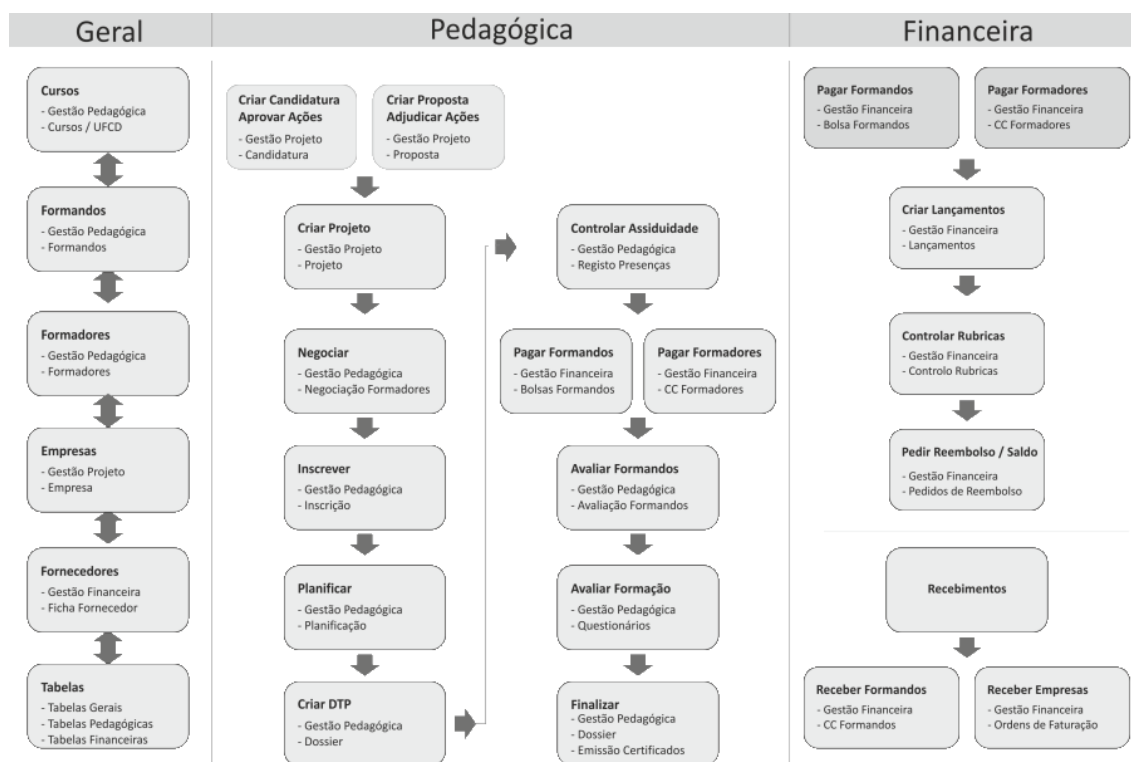 Geral
Cursos
- Gestão Pedagógica
- Cursos / UFCD
Formandos
- Gestão Pedagógica
- Formandos
Formadores
- Gestão Pedagógica
- Formadores
Empresas
- Gestão Projeto
- Empresa
Fornecedores
- Gestão Financeira
- Ficha Fornecedor
Tabelas
- Tabelas Gerais
- Tabelas Pedagógicas
- Tabelas Financeiras
Pedagógica
Criar Candidatura
Aprovar Ações
- Gestão Projeto
- Candidatura
Criar Proposta
Adjudicar Ações
- Gestão Projeto
- Proposta
Criar Projeto
- Gestão Projeto
- Projeto
Negociar
- Gestão Pedagógica
- Negociação Formadores
Inscrever
- Gestão Pedagógica
- Inscrição
Planificar
- Gestão Pedagógica
- Planificação
Criar DTP
- Gestão Pedagógica
- Dossier
Controlar Assiduidade
- Gestão Pedagógica
- Registo Presenças
Pagar Formandos
- Gestão Financeira
- Bolsas Formandos
Pagar Formadores
- Gestão Financeira
- CC Formadores
Avaliar Formandos
- Gestão Pedagógica
- Avaliação Formandos
Avaliar Formação
- Gestão Pedagógica
- Questionários
Finalizar
- Gestão Pedagógica
- Dossier
- Emissão Certificados
Financeira
Pagar Formandos
- Gestão Financeira
- Bolsa Formandos
Pagar Formadores
- Gestão Financeira
- CC Formadores
Criar Lançamentos
- Gestão Financeira
- Lançamentos
Controlar Rubricas
- Gestão Financeira
- Controlo Rubricas
Pedir Reembolso / Saldo
- Gestão Financeira
- Pedidos de Reembolso
Recebimentos
Receber Formandos
- Gestão Financeira
- CC Formandos
Receber Empresas
- Gestão Financeira
- Ordens de Faturação